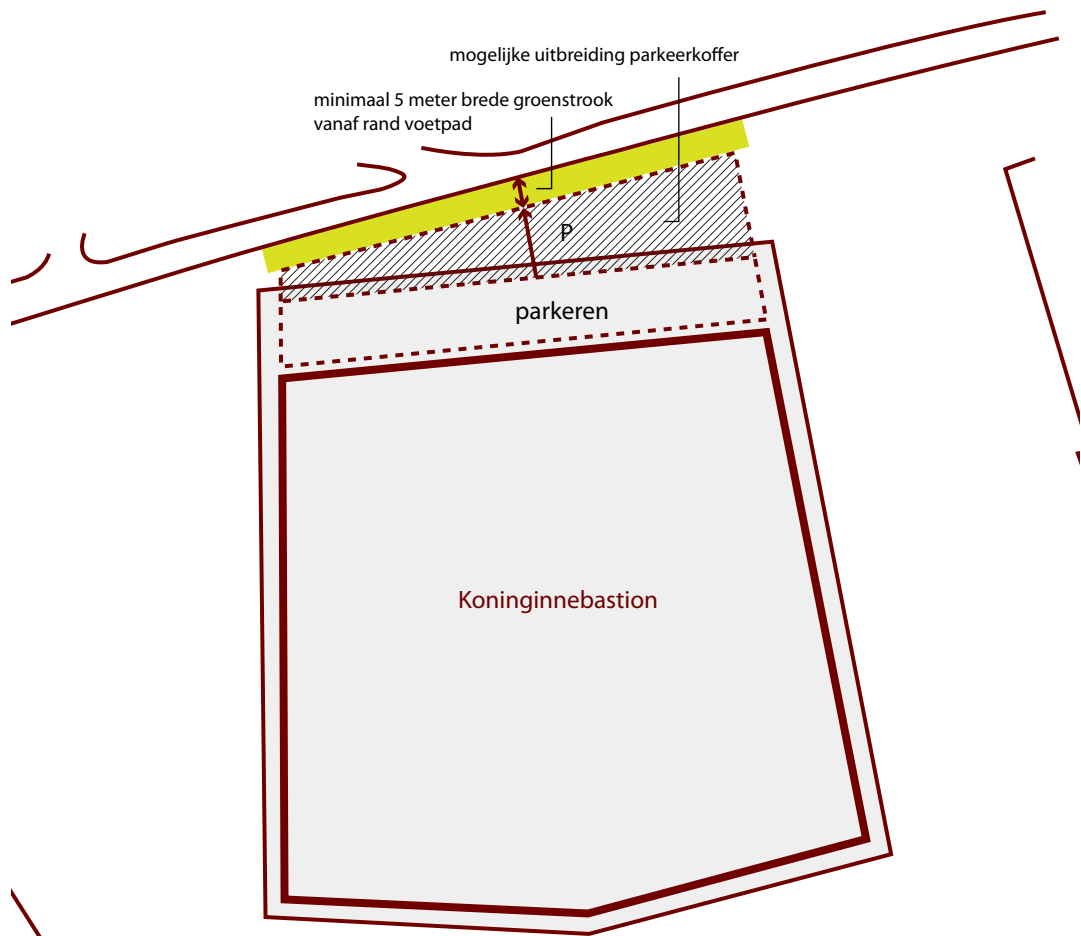 mogelijke uitbreiding parkeerkoffer
minimaal 5 meter brede groenstrook
vanaf rand voetpad
P
parkeren
Koninginnebastion